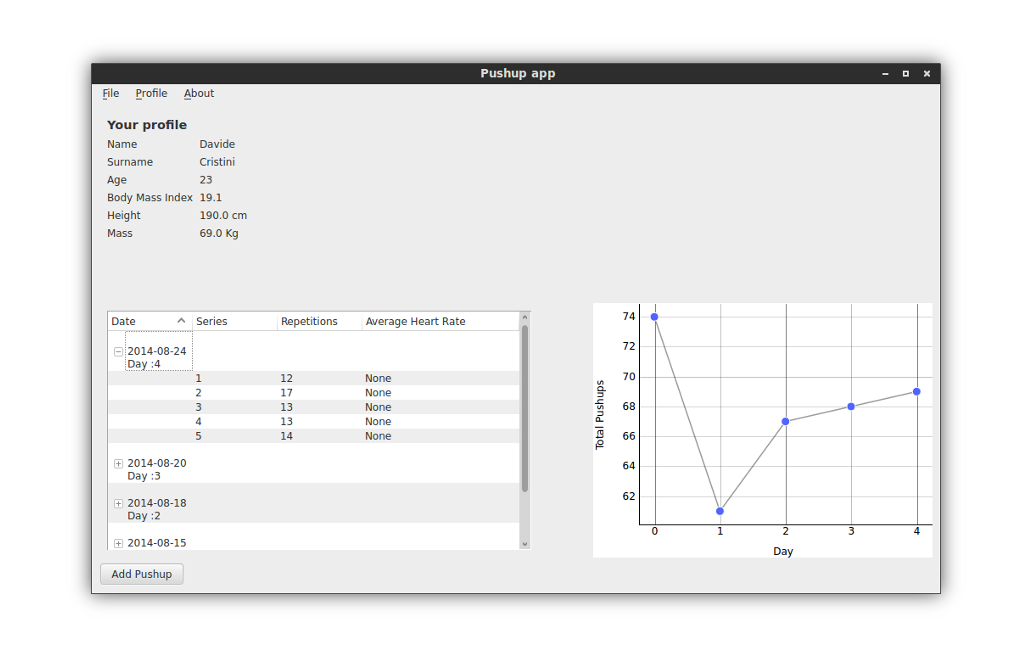 Pushup app
File Profile About
Your profile
Name Davide
Surname Cristini
Age 23
Body Mass Index 19.1
Height 190.0 cm
Mass 69.0 Kg
Date Series Repetitions Average Heart Rate
2014-08-24
Day :4
1 12 None
2 17 None
3 13 None
4 13 None
5 14 None
2014-08-20
Day :3
2014-08-18
Day :2
2014-08-15
Add Pushup
Total Pushups
74
72
70
68
66
64
62
0 1 2 3 4
Day